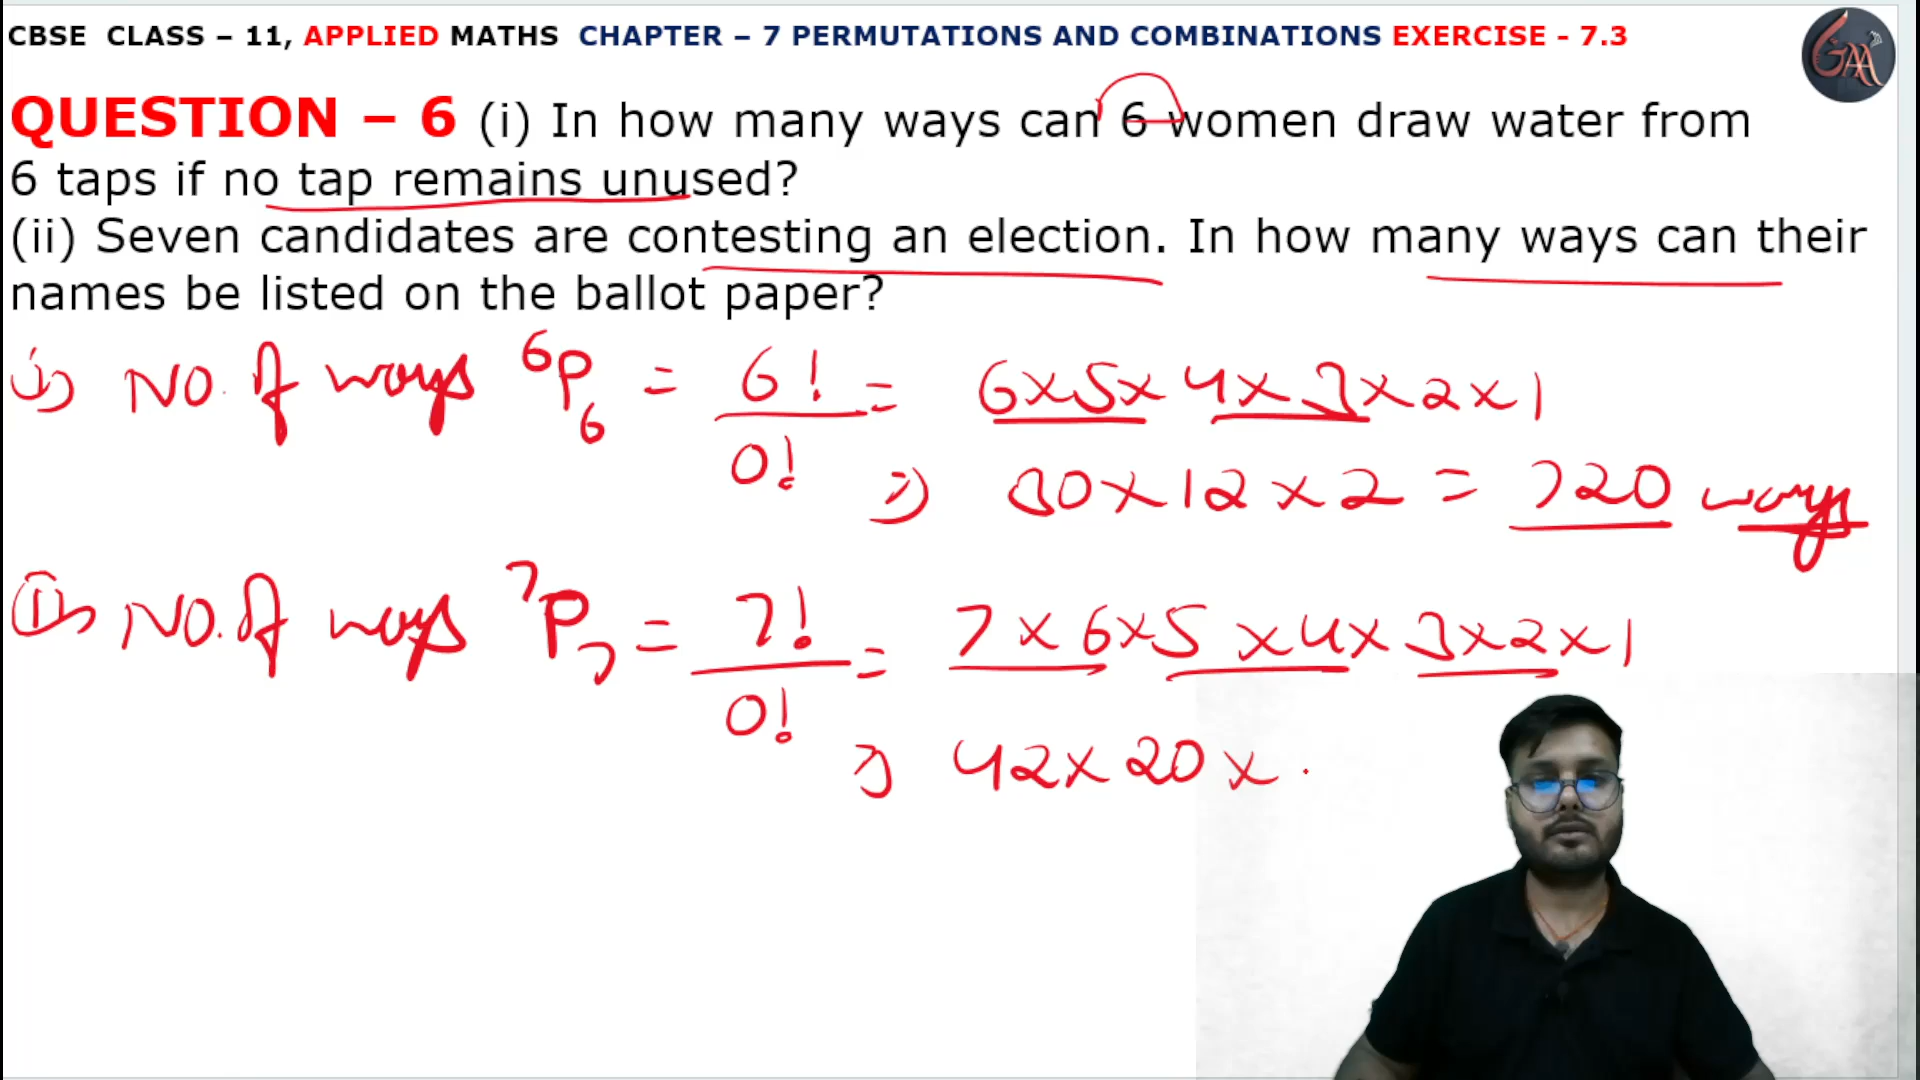 CBSE CLASS – 11, APPLIED MATHS CHAPTER – 7 PERMUTATIONS AND COMBINATIONS EXERCISE - 7.3
GAA
QUESTION – 6 (i) In how many ways can 6 women draw water from
6 taps if no tap remains unused?
(ii) Seven candidates are contesting an election. In how many ways can their
names be listed on the ballot paper?
i) NO. of ways ⁶P₆ = 6!/0! = 6×5×4×3×2×1
⇒ 30×12×2 = 720 ways
ii) NO. of ways ⁷P₇ = 7!/0! = 7×6×5×4×3×2×1
⇒ 42×20×